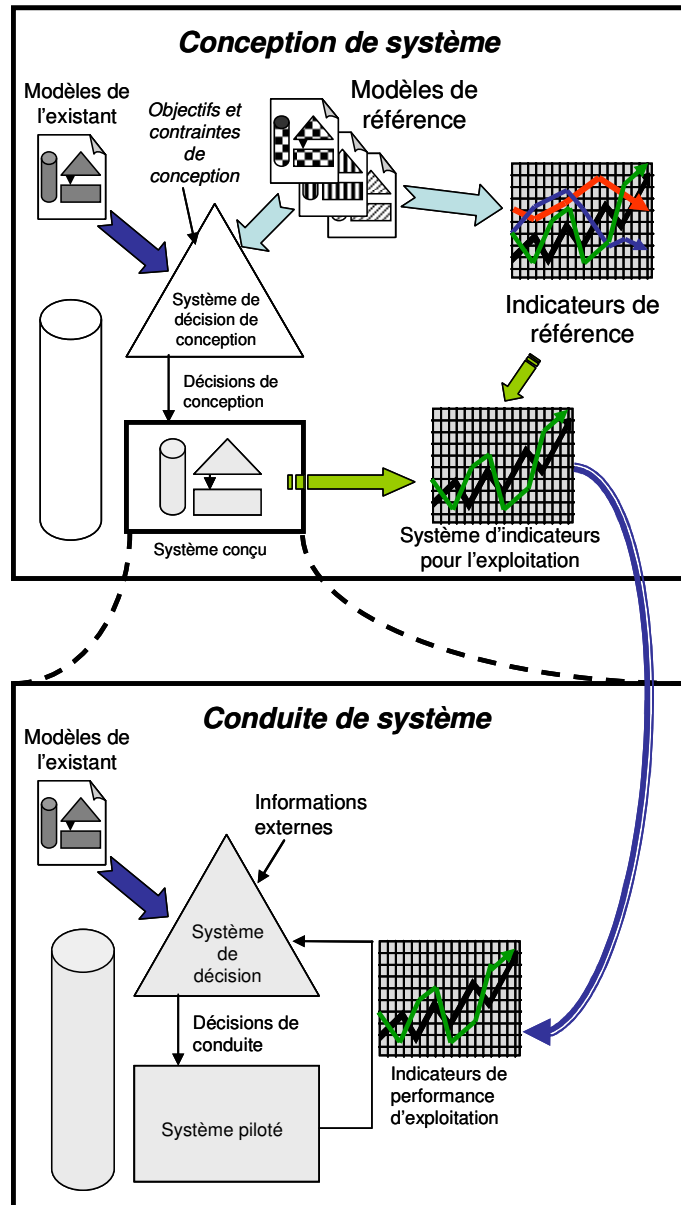 Conception de système
Modèles de
l'existant
Objectifs et
contraintes
de
conception
Modèles de
référence
Système de
décision de
conception
Indicateurs de
référence
Décisions de
conception
Système conçu
Système d'indicateurs
pour l'exploitation
Conduite de système
Modèles de
l'existant
Informations
externes
Système
de
décision
Décisions de
conduite
Indicateurs de
performance
d'exploitation
Système piloté